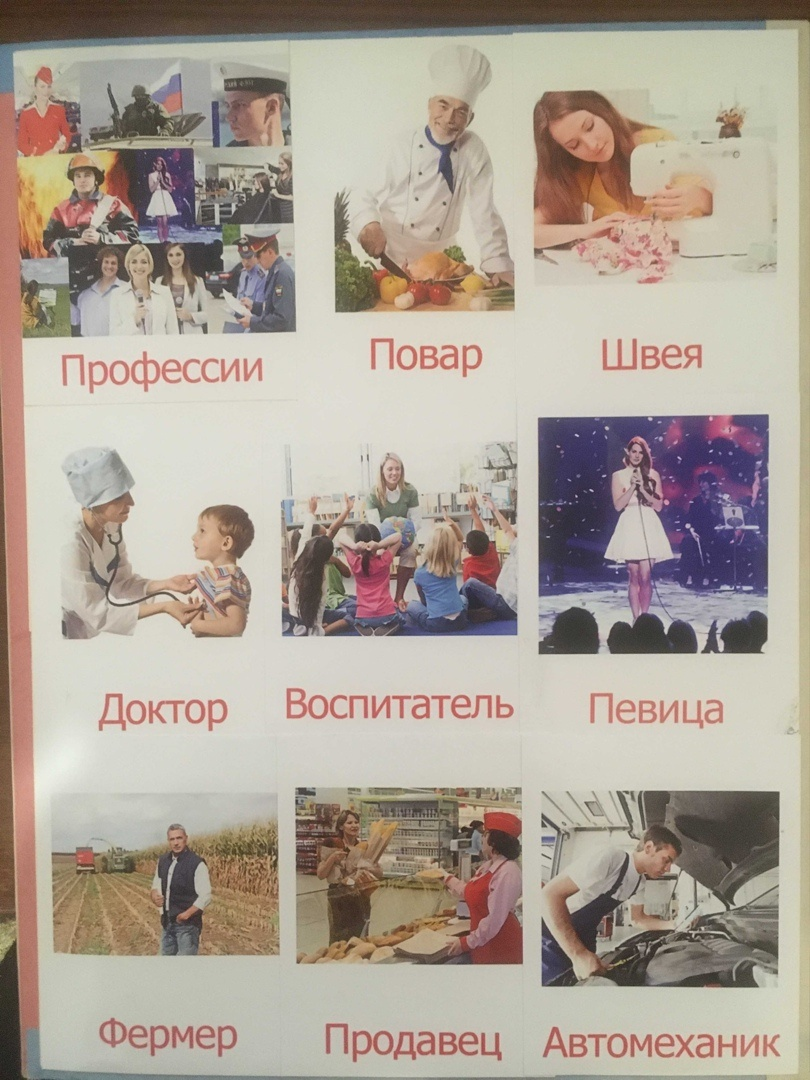 Профессии
Повар
Швея
Доктор
Воспитатель
Певица
Фермер
Продавец
Автомеханик